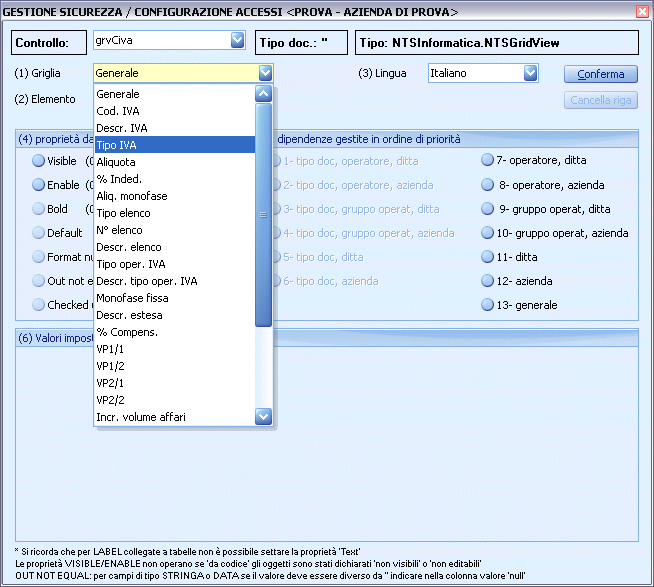 GESTIONE SICUREZZA / CONFIGURAZIONE ACCESSI <PROVA - AZIENDA DI PROVA>
Controllo: grvCiva Tipo doc.: " Tipo: NTSInformatica.NTSGridView
(1) Griglia Generale (3) Lingua Italiano Conferma
(2) Elemento Cancella riga
Generale
Cod. IVA
Descr. IVA
Tipo IVA
Aliquota
% Inded.
Aliq. monofase
Tipo elenco
N° elenco
Descr. elenco
Tipo oper. IVA
Descr. tipo oper. IVA
Monofase fissa
Descr. estesa
% Compens.
VP1/1
VP1/2
VP2/1
VP2/2
Incr. volume affari
(4) proprietà da
Visible (0
Enable (0
Bold (0
Default
Format nu
Out not e
Checked
dipendenze gestite in ordine di priorità
1- tipo doc, operatore, ditta
2- tipo doc, operatore, azienda
3- tipo doc, gruppo operat, ditta
4- tipo doc, gruppo operat, azienda
5- tipo doc, ditta
6- tipo doc, azienda
7- operatore, ditta
8- operatore, azienda
9- gruppo operat, ditta
10- gruppo operat, azienda
11- ditta
12- azienda
13- generale
(6) Valori impost
* Si ricorda che per LABEL collegate a tabelle non è possibile settare la proprietà 'Text'
Le proprietà VISIBLE/ENABLE non operano se 'da codice' gli oggetti sono stati dichiarati 'non visibili' o 'non editabili'
OUT NOT EQUAL: per campi di tipo STRINGA o DATA se il valore deve essere diverso da '' indicare nella colonna valore 'null'